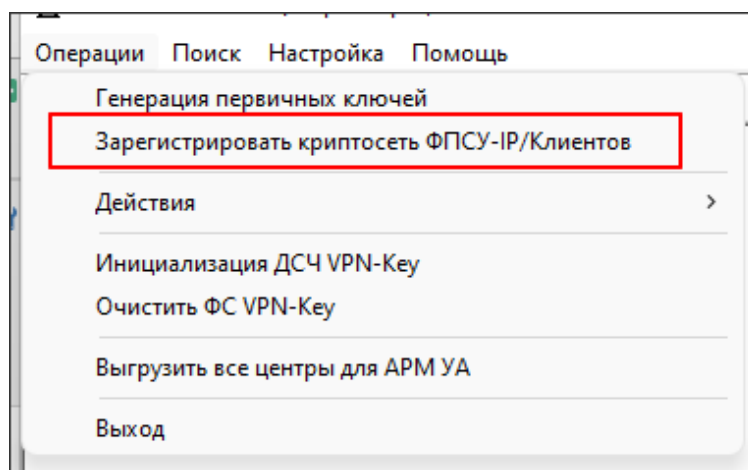 Операции Поиск Настройка Помощь
Генерация первичных ключей
Зарегистрировать криптосеть ФПСУ-IP/Клиентов
Действия
Инициализация ДСЧ VPN-Key
Очистить ФС VPN-Key
Выгрузить все центры для АРМ УА
Выход